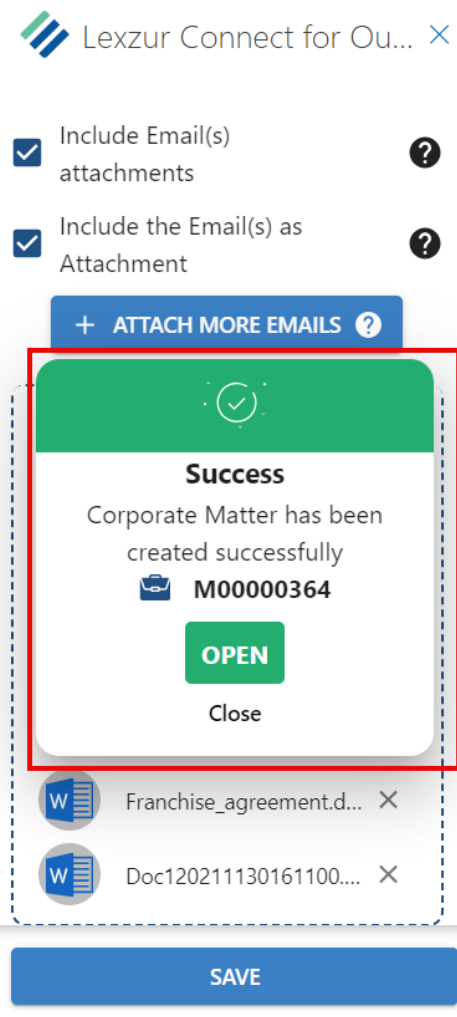 Lexzur Connect for Ou...
Include Email(s)
attachments
?
Include the Email(s) as
Attachment
?
+ ATTACH MORE EMAILS ?
Success
Corporate Matter has been
created successfully
M00000364
OPEN
Close
W Franchise_agreement.d...
W Doc120211130161100....
SAVE